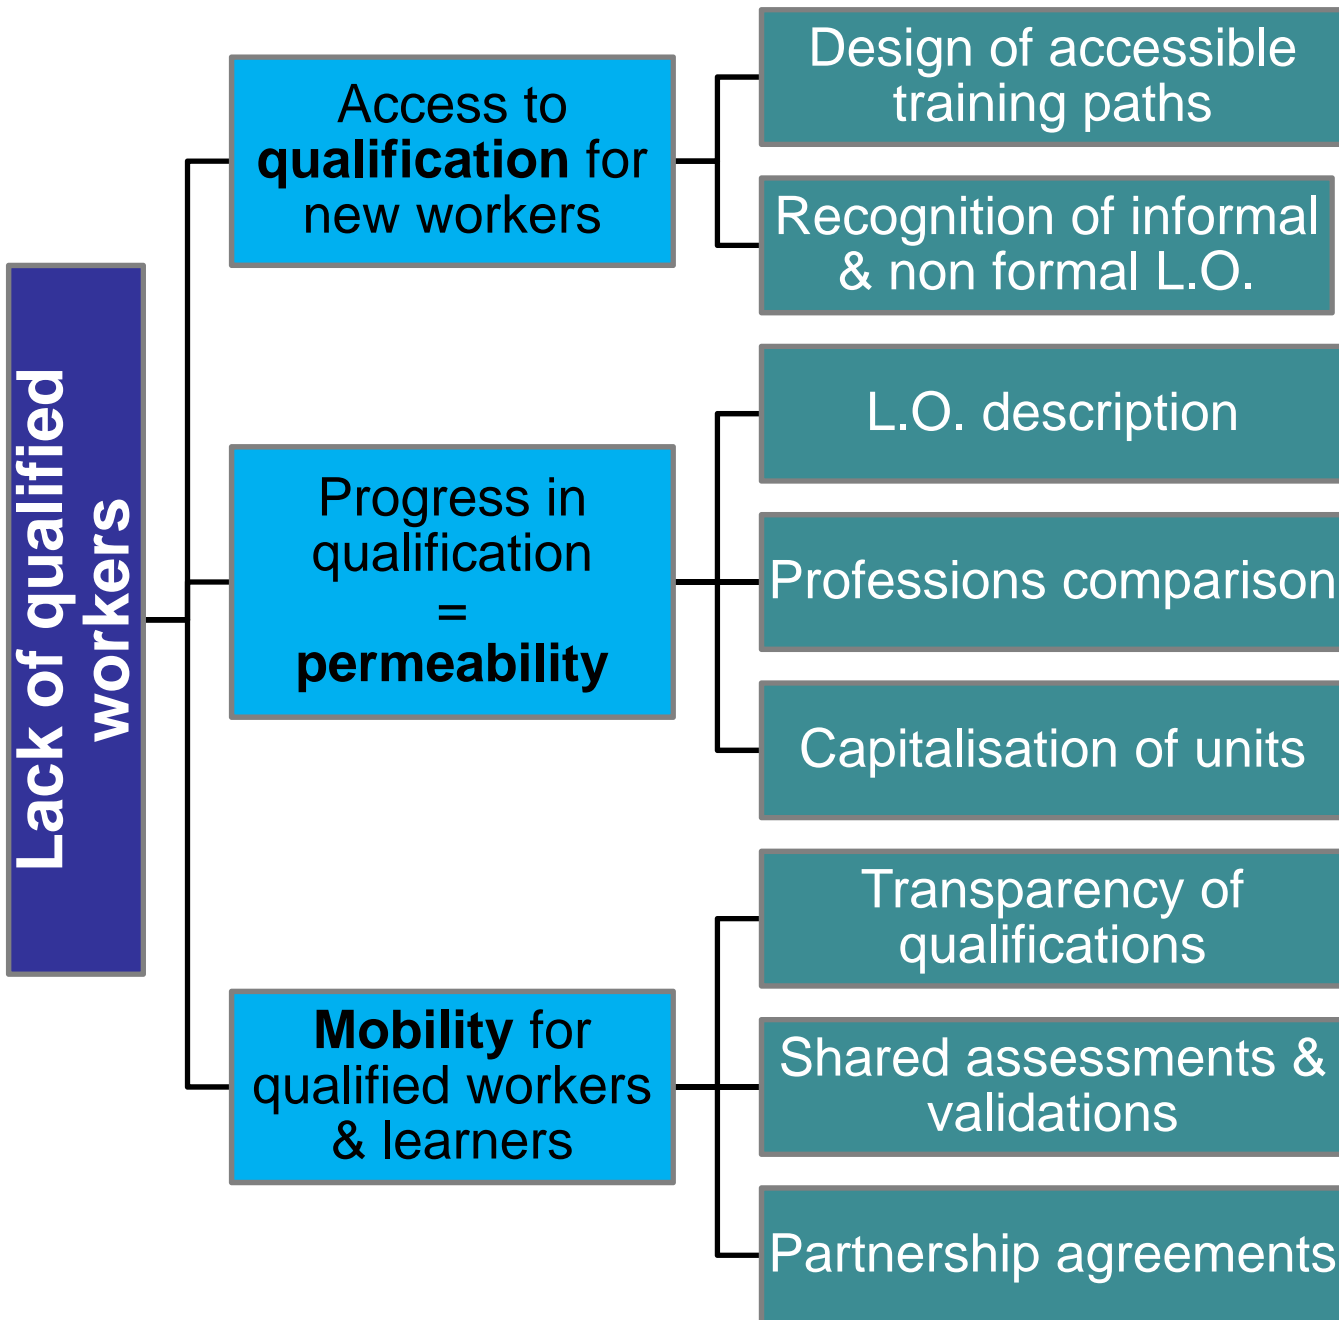 Lack of qualified
workers
Access to
qualification for
new workers
Design of accessible
training paths
Recognition of informal
& non formal L.O.
Progress in
qualification
=
permeability
L.O. description
Professions comparison
Capitalisation of units
Mobility for
qualified workers
& learners
Transparency of
qualifications
Shared assessments &
validations
Partnership agreements